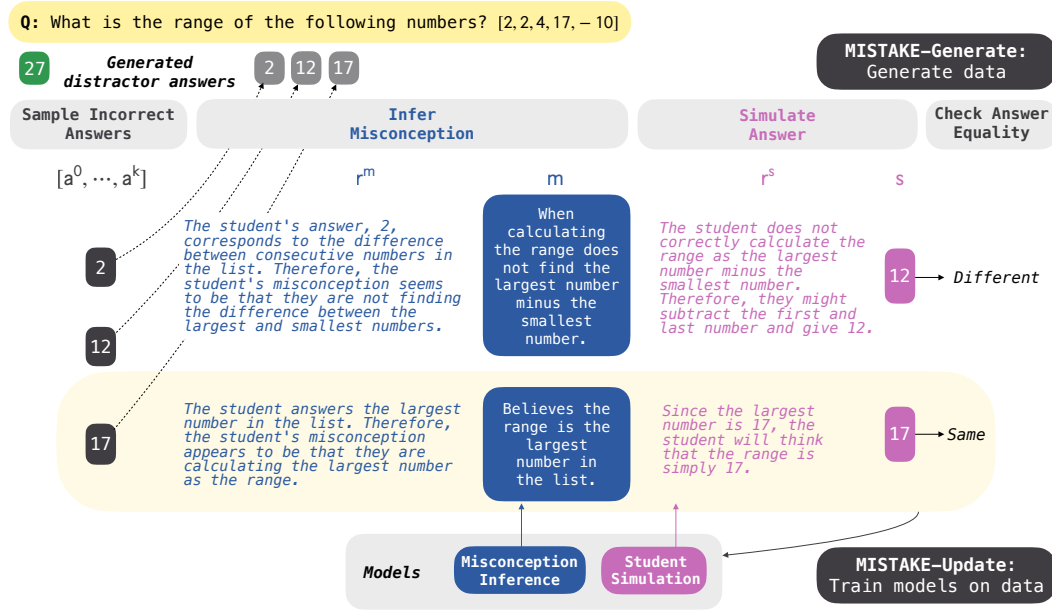 Q: What is the range of the following numbers? [2, 2, 4, 17, − 10]
27
Generated
distractor answers
2
12
17
MISTAKE-Generate:
Generate data
Sample Incorrect
Answers
Infer
Misconception
Simulate
Answer
Check Answer
Equality
[a⁰, ⋯, aᵏ]
rᵐ
m
rˢ
s
2
The student's answer, 2,
corresponds to the difference
between consecutive numbers in
the list. Therefore, the
student's misconception seems
to be that they are not finding
the difference between the
largest and smallest numbers.
When
calculating
the range does
not find the
largest number
minus the
smallest
number.
The student does not
correctly calculate the
range as the largest
number minus the
smallest number.
Therefore, they might
subtract the first and
last number and give 12.
12
Different
12
17
The student answers the largest
number in the list. Therefore,
the student's misconception
appears to be that they are
calculating the largest number
as the range.
Believes the
range is the
largest
number in
the list.
Since the largest
number is 17, the
student will think
that the range is
simply 17.
17
Same
Models
Misconception
Inference
Student
Simulation
MISTAKE-Update:
Train models on data